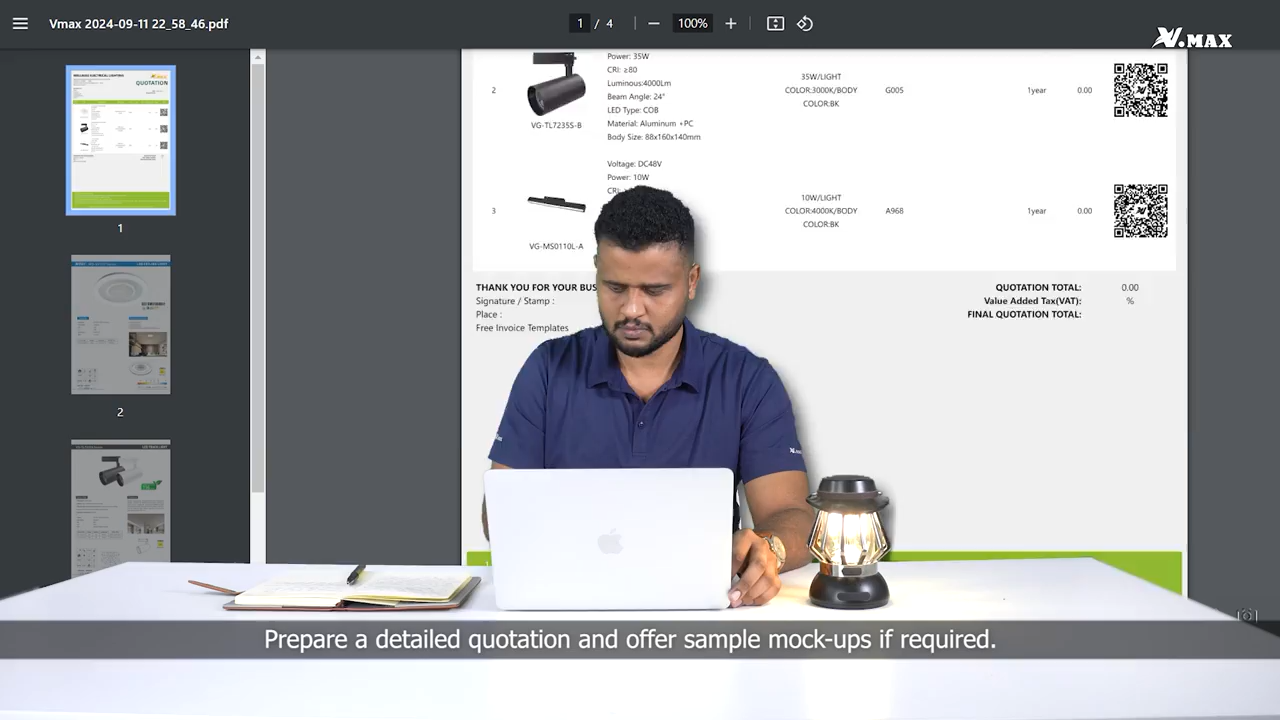 Vmax 2024-09-11 22_58_46.pdf
1 / 4
100%
V.MAX
QUOTATION
1
2
2
VG-TL7235S-B
Power: 35W
CRI: ≥80
Luminous:4000Lm
Beam Angle: 24°
LED Type: COB
Material: Aluminum +PC
Body Size: 88x160x140mm
35W/LIGHT
COLOR:3000K/BODY
COLOR:BK
G005
1year
0.00
3
VG-MS0110L-A
Voltage: DC48V
Power: 10W
10W/LIGHT
COLOR:4000K/BODY
COLOR:BK
A968
1year
0.00
THANK YOU FOR YOUR BUS
Signature / Stamp :
Place :
Free Invoice Templates
QUOTATION TOTAL: 0.00
Value Added Tax(VAT): %
FINAL QUOTATION TOTAL:
Prepare a detailed quotation and offer sample mock-ups if required.